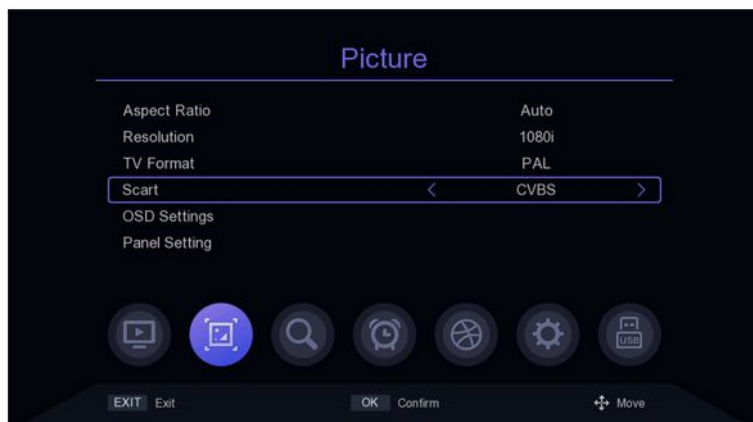 Picture
Aspect Ratio Auto
Resolution 1080i
TV Format PAL
Scart < CVBS >
OSD Settings
Panel Setting
USB
EXIT Exit OK Confirm Move